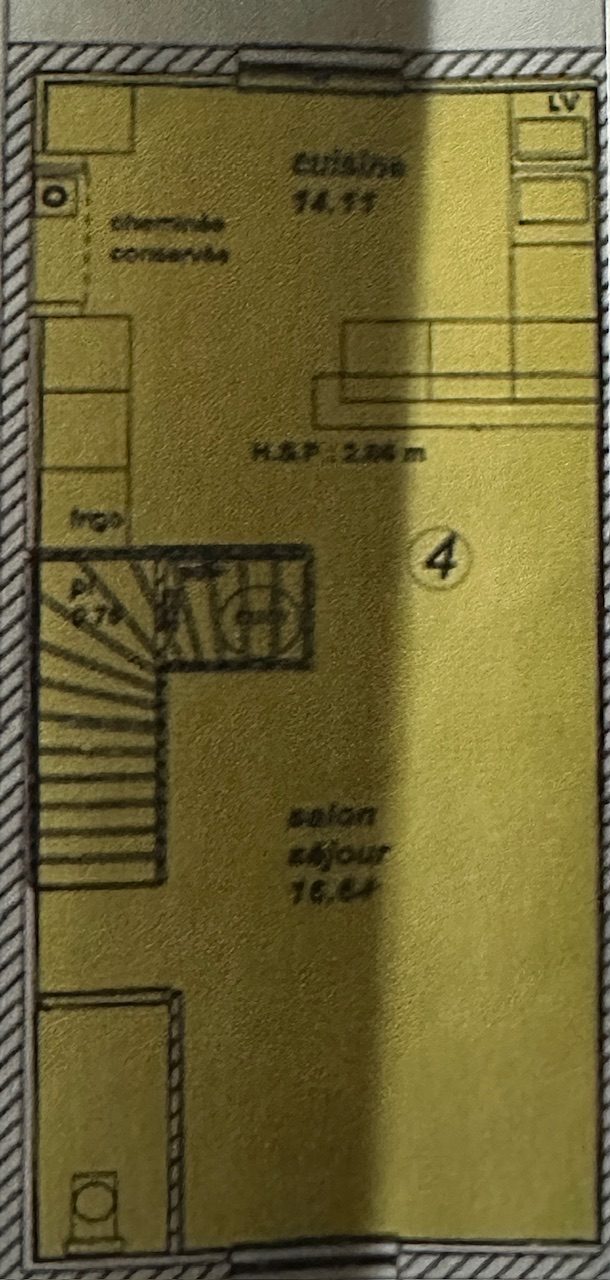 LV
cuisine
14.11
cheminée
conservée
H.S.P : 2.86 m
frigo
4
salon
séjour
16.64